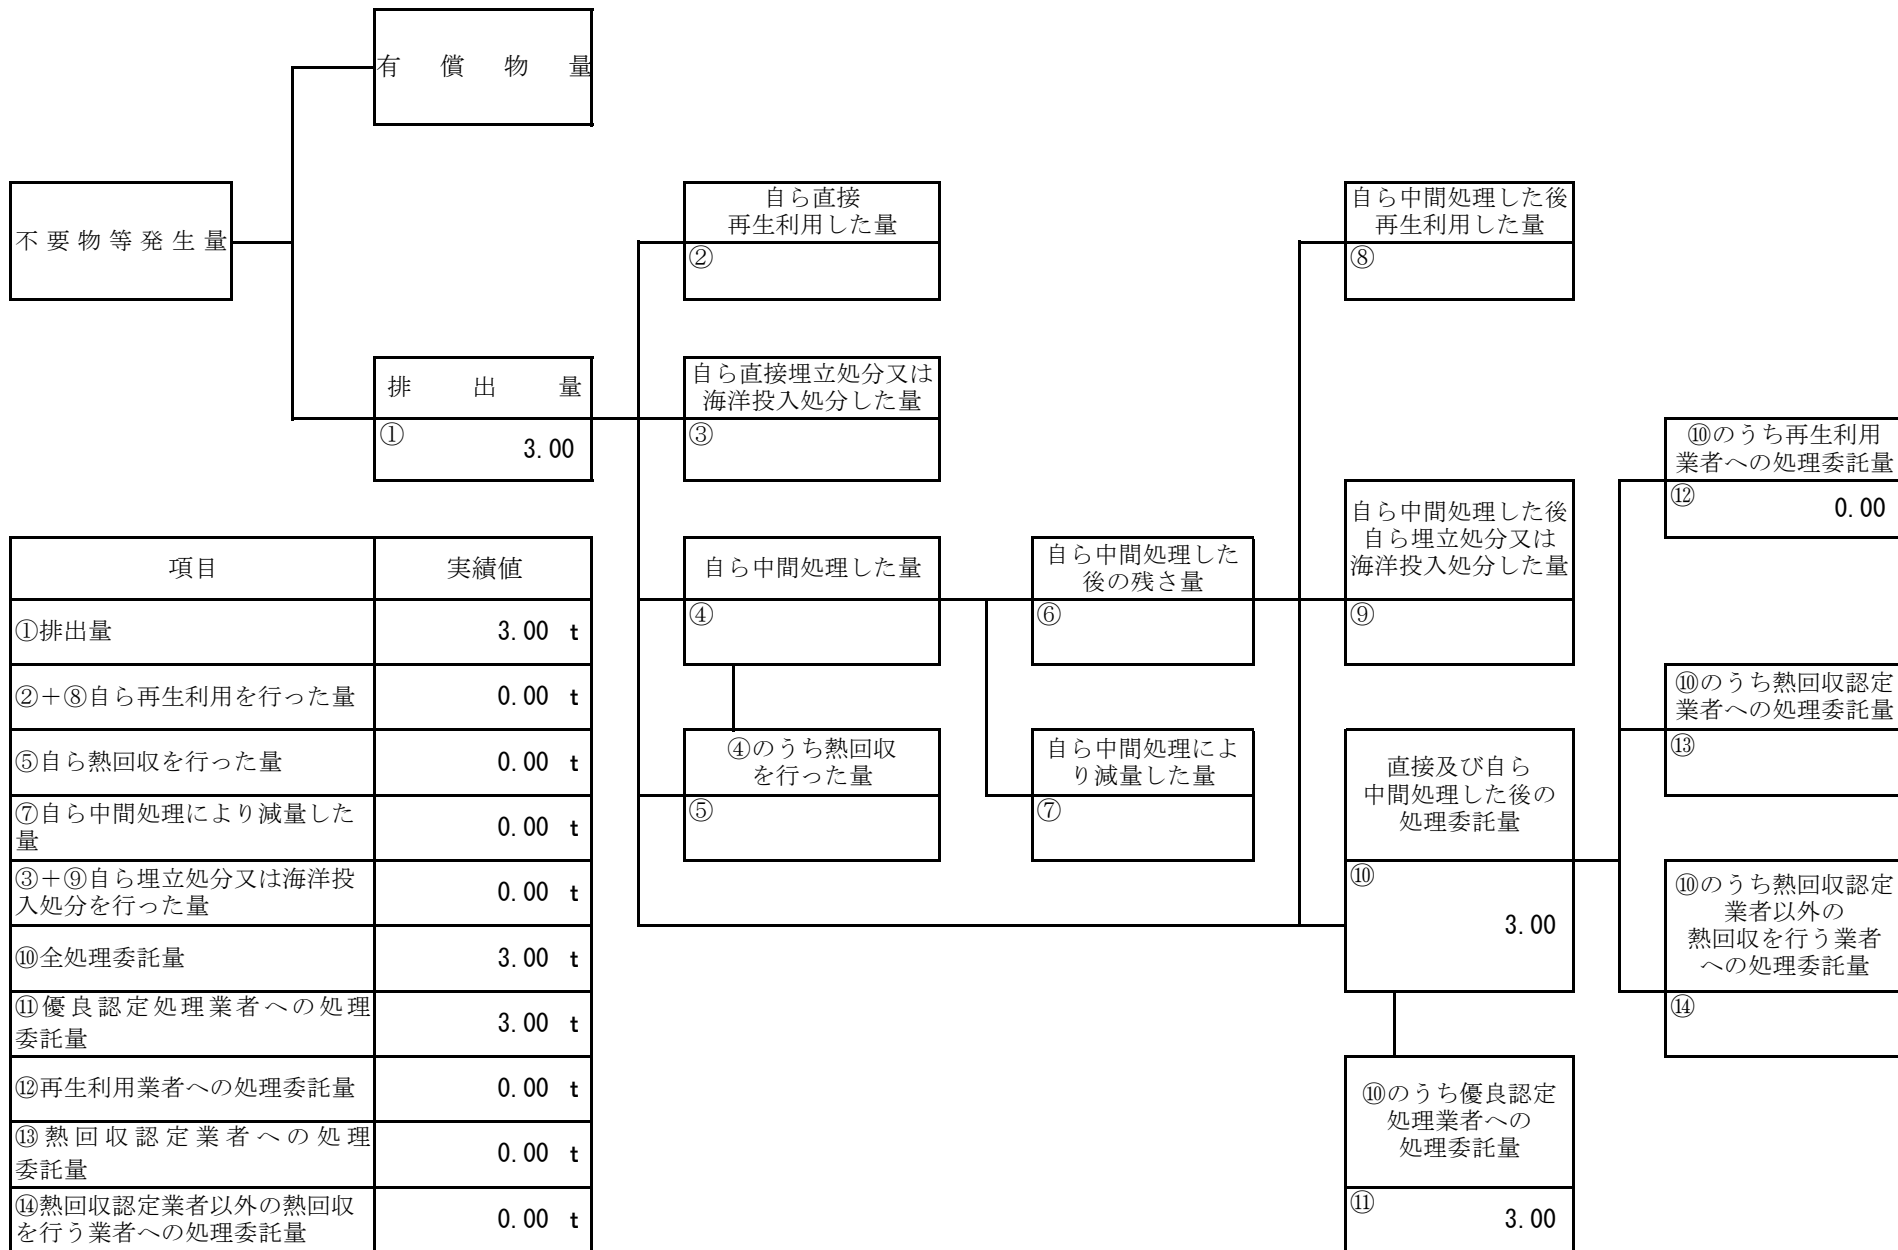 有償物量
不要物等発生量
自ら直接
再生利用した量
②
自ら中間処理した後
再生利用した量
⑧
排出量
① 3.00
自ら直接埋立処分又は
海洋投入処分した量
③
⑩のうち再生利用
業者への処理委託量
⑫ 0.00
自ら中間処理した量
④
自ら中間処理した
後の残さ量
⑥
自ら中間処理した後
自ら埋立処分又は
海洋投入処分した量
⑨
⑩のうち熱回収認定
業者への処理委託量
⑬
④のうち熱回収
を行った量
⑤
自ら中間処理によ
り減量した量
⑦
直接及び自ら
中間処理した後の
処理委託量
⑩
3.00
⑩のうち熱回収認定
業者以外の
熱回収を行う業者
への処理委託量
⑭
⑩のうち優良認定
処理業者への
処理委託量
⑪ 3.00
項目 実績値
①排出量 3.00 t
②+⑧自ら再生利用を行った量 0.00 t
⑤自ら熱回収を行った量 0.00 t
⑦自ら中間処理により減量した
量 0.00 t
③+⑨自ら埋立処分又は海洋投
入処分を行った量 0.00 t
⑩全処理委託量 3.00 t
⑪優良認定処理業者への処理
委託量 3.00 t
⑫再生利用業者への処理委託量 0.00 t
⑬熱回収認定業者への処理
委託量 0.00 t
⑭熱回収認定業者以外の熱回収
を行う業者への処理委託量 0.00 t